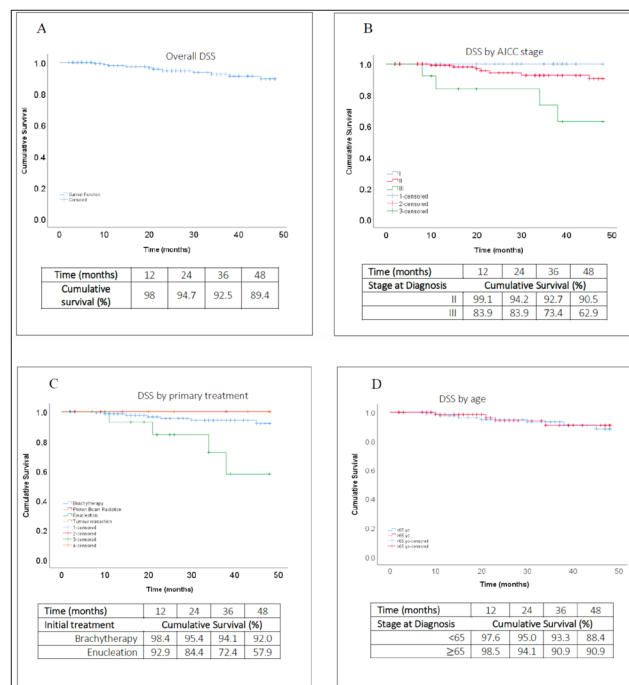 A
Overall DSS
Cumulative Survival
1.0
0.8
0.6
0.4
0.2
0.0
Survival Function
Censored
0 10 20 30 40 50
Time (months)
Time (months) 12 24 36 48
Cumulative survival (%) 98 94.7 92.5 89.4
B
DSS by AJCC stage
Cumulative Survival
1.0
0.8
0.6
0.4
0.2
0.0
I
II
III
1-censored
2-censored
3-censored
0 10 20 30 40 50
Time (months)
Time (months) 12 24 36 48
Stage at Diagnosis Cumulative Survival (%)
II 99.1 94.2 92.7 90.5
III 83.9 83.9 73.4 62.9
C
DSS by primary treatment
Cumulative Survival
1.0
0.8
0.6
0.4
0.2
0.0
Brachytherapy
Proton Beam Radiation
Enucleation
Tumour resection
1-censored
2-censored
3-censored
4-censored
0 10 20 30 40 50
Time (months)
Time (months) 12 24 36 48
Initial treatment Cumulative Survival (%)
Brachytherapy 98.4 95.4 94.1 92.0
Enucleation 92.9 84.4 72.4 57.9
D
DSS by age
Cumulative Survival
1.0
0.8
0.6
0.4
0.2
0.0
0 10 20 30 40 50
Time (months)
Time (months) 12 24 36 48
Stage at Diagnosis Cumulative Survival (%)
<65 97.6 95.0 93.3 88.4
≥65 98.5 94.1 90.9 90.9